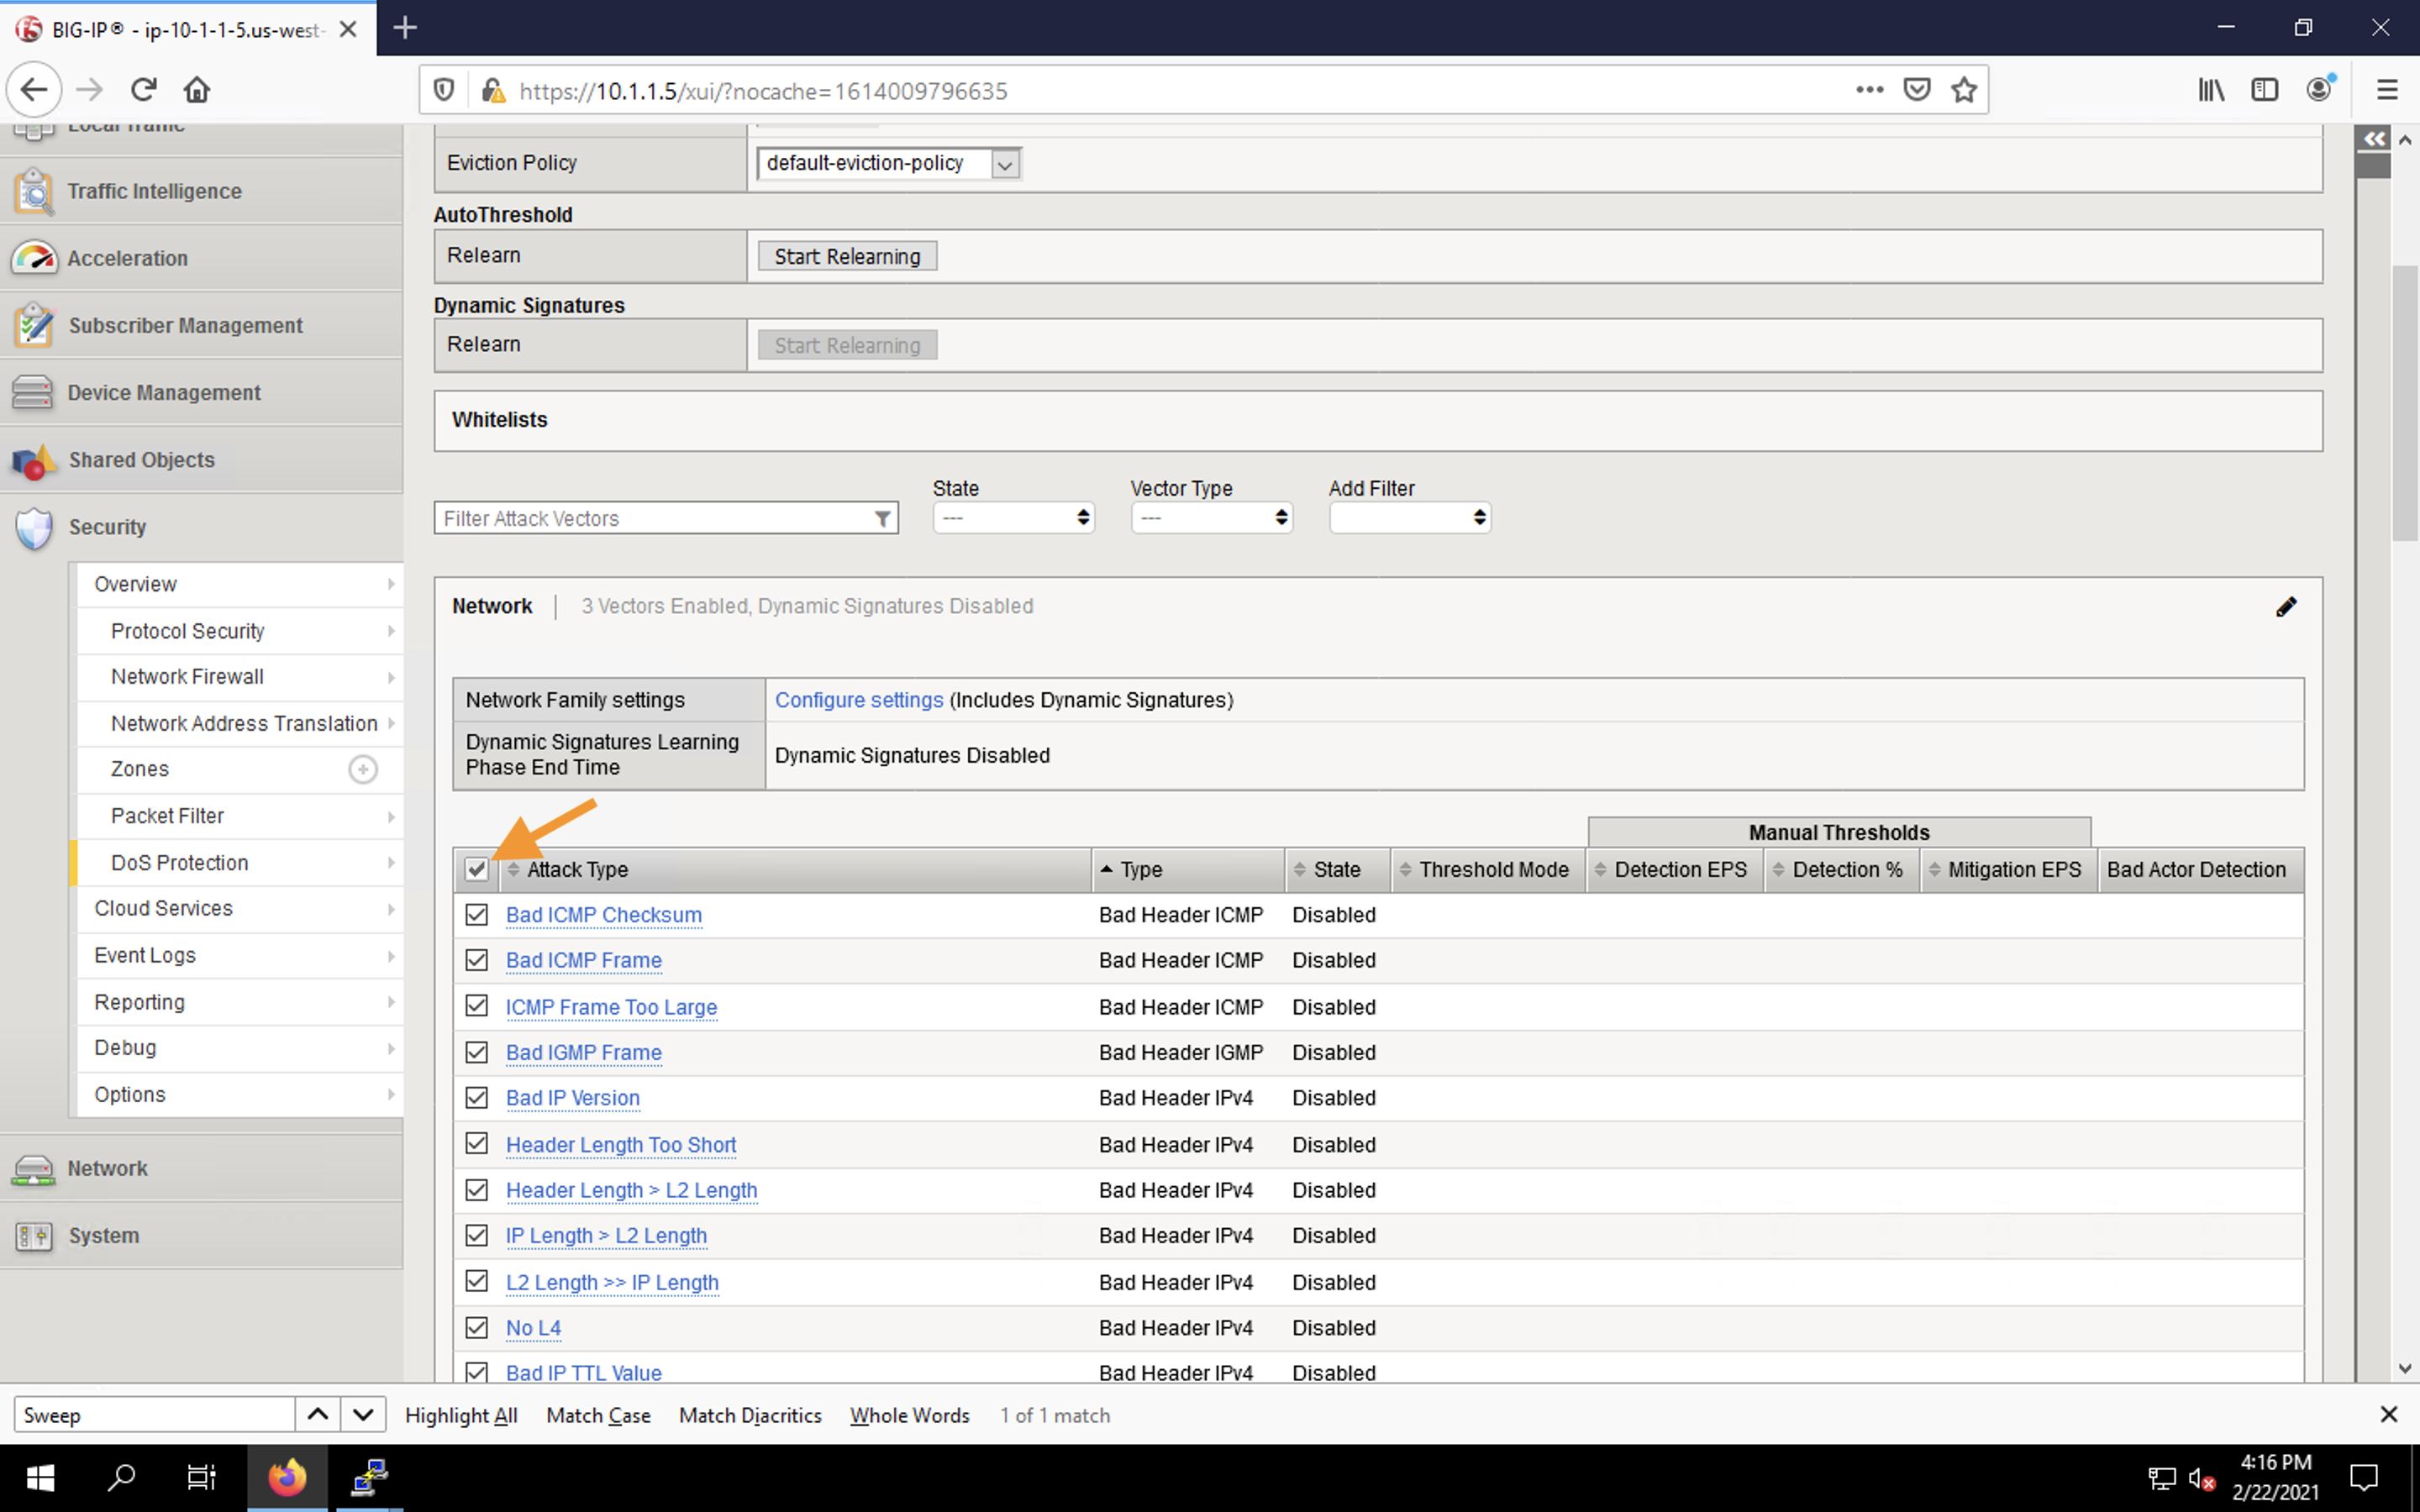 BIG-IP® - ip-10-1-1-5.us-west-
https://10.1.1.5/xui/?nocache=1614009796635
Local Traffic
Traffic Intelligence
Acceleration
Subscriber Management
Device Management
Shared Objects
Security
Overview
Protocol Security
Network Firewall
Network Address Translation
Zones
Packet Filter
DoS Protection
Cloud Services
Event Logs
Reporting
Debug
Options
Network
System
Eviction Policy default-eviction-policy
AutoThreshold
Relearn Start Relearning
Dynamic Signatures
Relearn Start Relearning
Whitelists
State Vector Type Add Filter
Filter Attack Vectors --- ---
Network | 3 Vectors Enabled, Dynamic Signatures Disabled
Network Family settings Configure settings (Includes Dynamic Signatures)
Dynamic Signatures Learning
Phase End Time Dynamic Signatures Disabled
Manual Thresholds
Attack Type Type State Threshold Mode Detection EPS Detection % Mitigation EPS Bad Actor Detection
Bad ICMP Checksum Bad Header ICMP Disabled
Bad ICMP Frame Bad Header ICMP Disabled
ICMP Frame Too Large Bad Header ICMP Disabled
Bad IGMP Frame Bad Header IGMP Disabled
Bad IP Version Bad Header IPv4 Disabled
Header Length Too Short Bad Header IPv4 Disabled
Header Length > L2 Length Bad Header IPv4 Disabled
IP Length > L2 Length Bad Header IPv4 Disabled
L2 Length >> IP Length Bad Header IPv4 Disabled
No L4 Bad Header IPv4 Disabled
Bad IP TTL Value Bad Header IPv4 Disabled
Sweep Highlight All Match Case Match Diacritics Whole Words 1 of 1 match
4:16 PM
2/22/2021